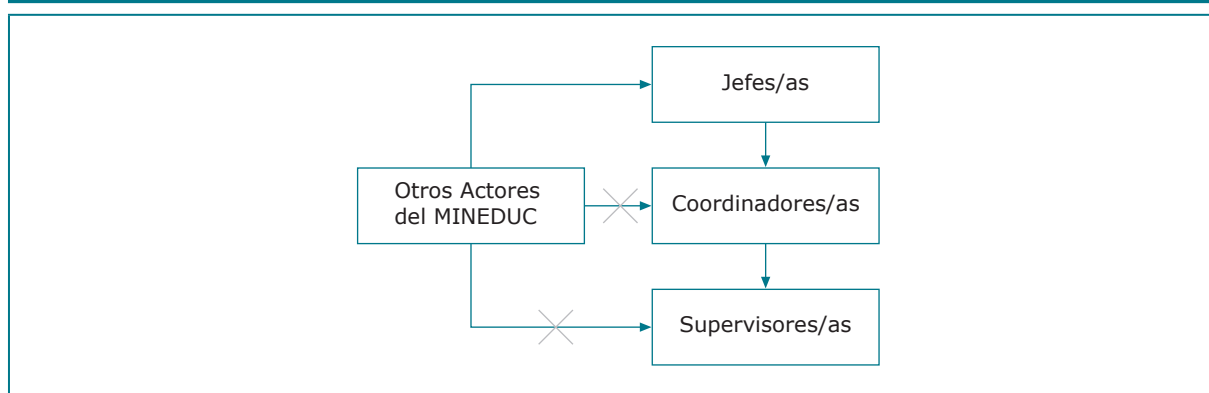 Jefes/as
Otros Actores
del MINEDUC
Coordinadores/as
Supervisores/as